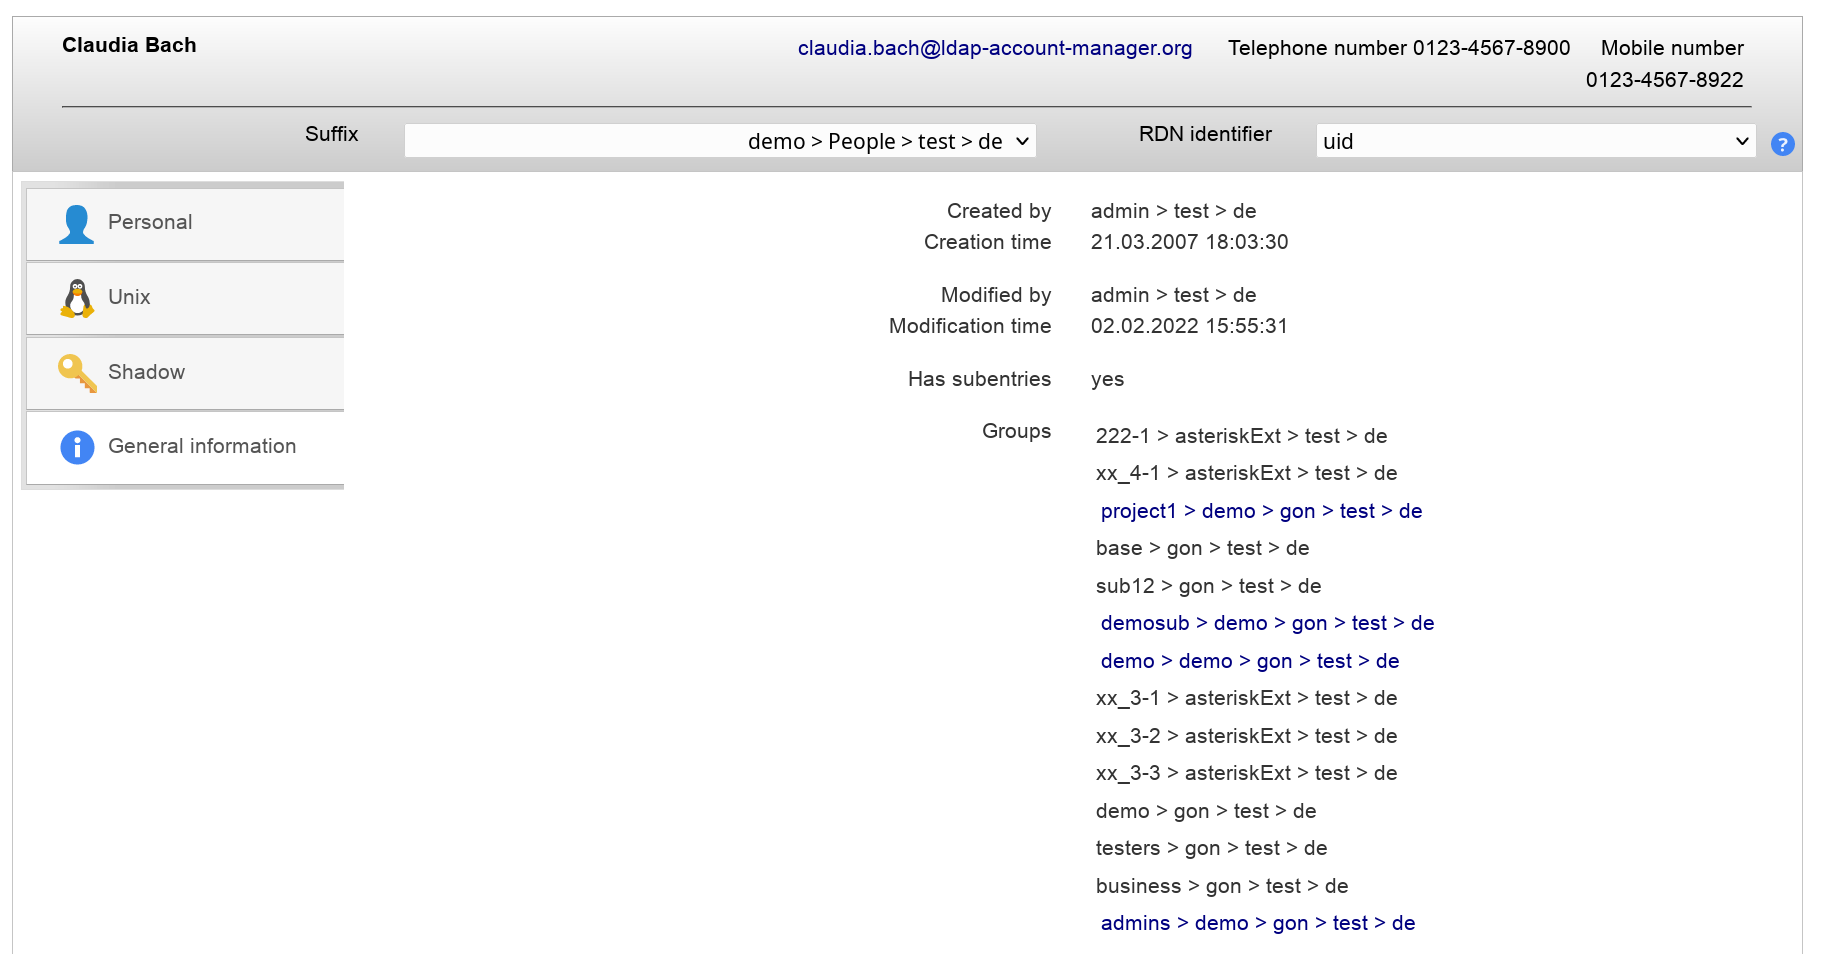 Claudia Bach
claudia.bach@ldap-account-manager.org Telephone number 0123-4567-8900 Mobile number
0123-4567-8922
Suffix demo > People > test > de RDN identifier uid ?
Personal
Unix
Shadow
General information
Created by admin > test > de
Creation time 21.03.2007 18:03:30
Modified by admin > test > de
Modification time 02.02.2022 15:55:31
Has subentries yes
Groups 222-1 > asteriskExt > test > de
xx_4-1 > asteriskExt > test > de
project1 > demo > gon > test > de
base > gon > test > de
sub12 > gon > test > de
demosub > demo > gon > test > de
demo > demo > gon > test > de
xx_3-1 > asteriskExt > test > de
xx_3-2 > asteriskExt > test > de
xx_3-3 > asteriskExt > test > de
demo > gon > test > de
testers > gon > test > de
business > gon > test > de
admins > demo > gon > test > de